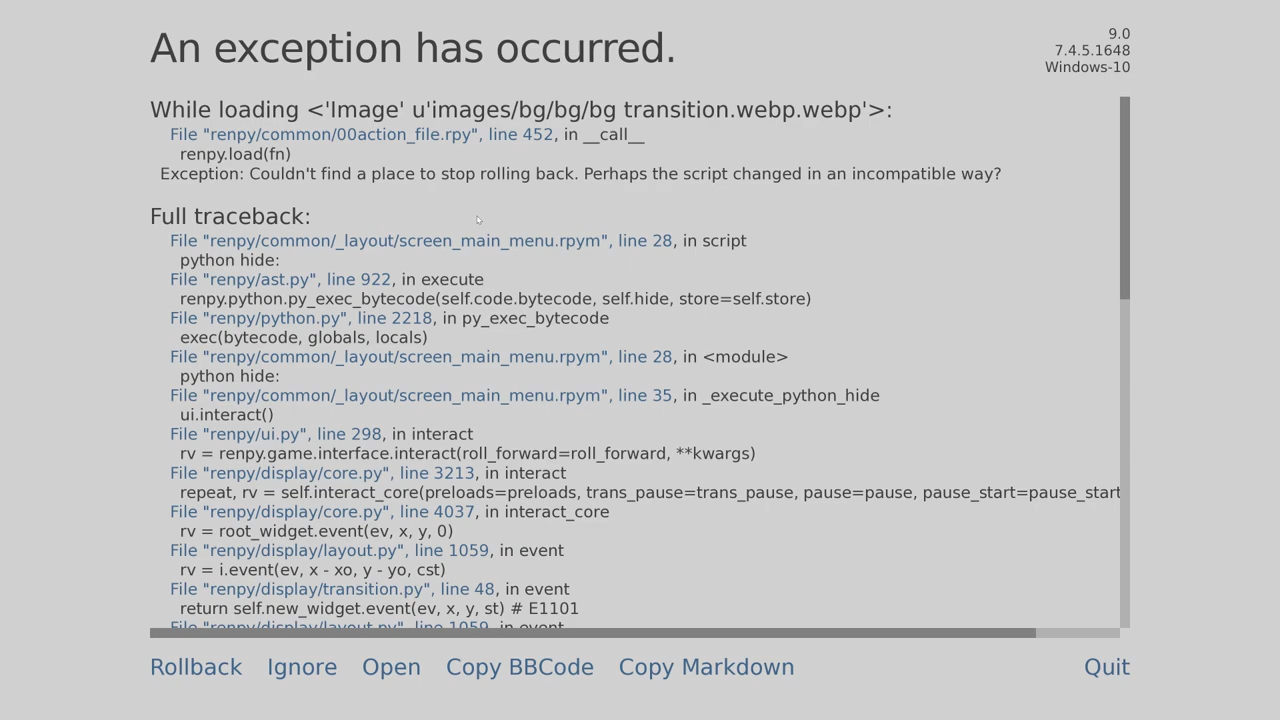 An exception has occurred.
9.0
7.4.5.1648
Windows-10
While loading <'Image' u'images/bg/bg/bg transition.webp.webp'>:
File "renpy/common/00action_file.rpy", line 452, in __call__
renpy.load(fn)
Exception: Couldn't find a place to stop rolling back. Perhaps the script changed in an incompatible way?
Full traceback:
File "renpy/common/_layout/screen_main_menu.rpym", line 28, in script
python hide:
File "renpy/ast.py", line 922, in execute
renpy.python.py_exec_bytecode(self.code.bytecode, self.hide, store=self.store)
File "renpy/python.py", line 2218, in py_exec_bytecode
exec(bytecode, globals, locals)
File "renpy/common/_layout/screen_main_menu.rpym", line 28, in <module>
python hide:
File "renpy/common/_layout/screen_main_menu.rpym", line 35, in _execute_python_hide
ui.interact()
File "renpy/ui.py", line 298, in interact
rv = renpy.game.interface.interact(roll_forward=roll_forward, **kwargs)
File "renpy/display/core.py", line 3213, in interact
repeat, rv = self.interact_core(preloads=preloads, trans_pause=trans_pause, pause=pause, pause_start=pause_start
File "renpy/display/core.py", line 4037, in interact_core
rv = root_widget.event(ev, x, y, 0)
File "renpy/display/layout.py", line 1059, in event
rv = i.event(ev, x - xo, y - yo, cst)
File "renpy/display/transition.py", line 48, in event
return self.new_widget.event(ev, x, y, st) # E1101
File "renpy/display/layout.py", line 1059, in event
Rollback Ignore Open Copy BBCode Copy Markdown Quit